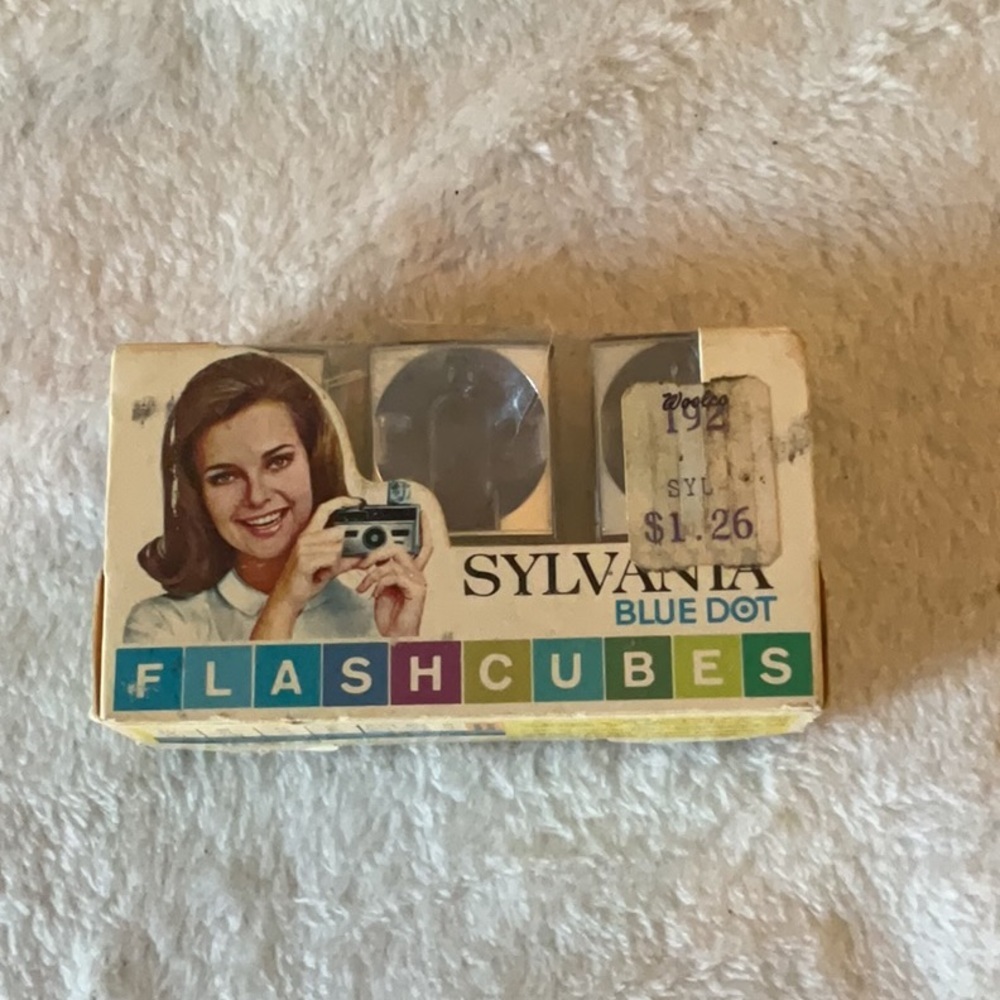 Woolco
192
SYL
$1.26
SYLVANIA
BLUE DOT
FLASHCUBES